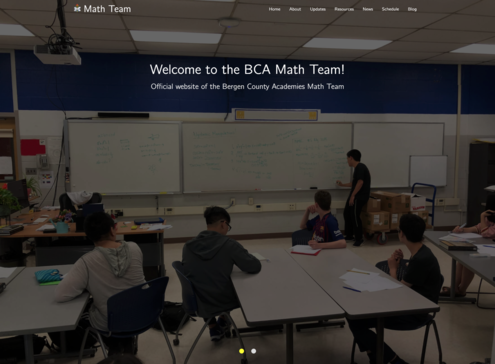 Math Team
Home About Updates Resources News Schedule Blog
Welcome to the BCA Math Team!
Official website of the Bergen County Academies Math Team